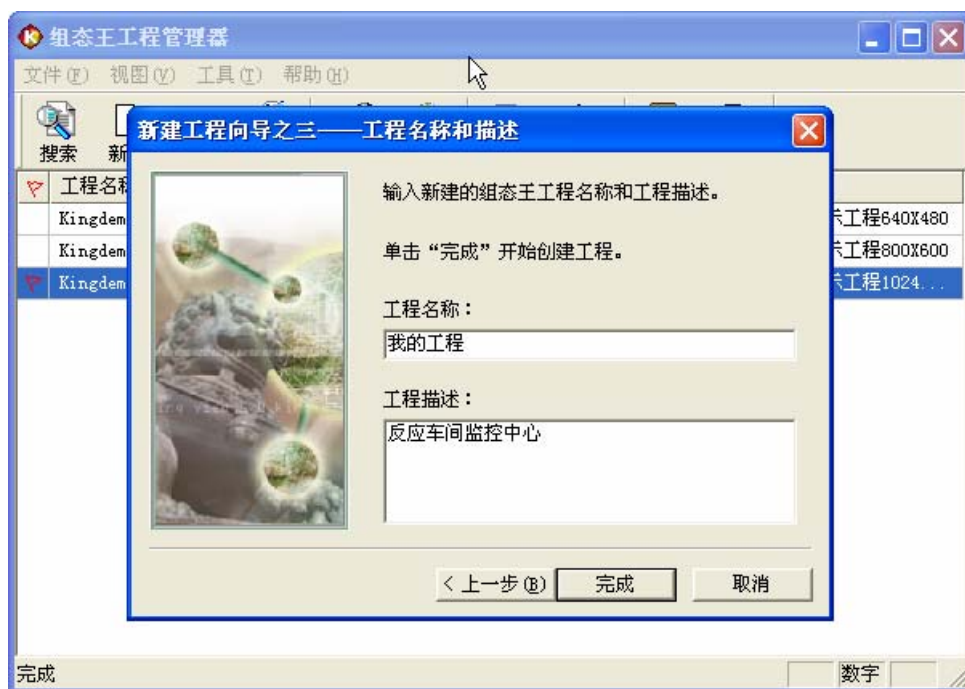 组态王工程管理器
文件(F) 视图(V) 工具(T) 帮助(H)
搜索 新
新建工程向导之三——工程名称和描述
工程名称
Kingdem
示工程640X480
Kingdem
示工程800X600
Kingdem
示工程1024...
输入新建的组态王工程名称和工程描述。
单击“完成”开始创建工程。
工程名称：
我的工程
工程描述：
反应车间监控中心
<上一步(B) 完成 取消
完成 数字